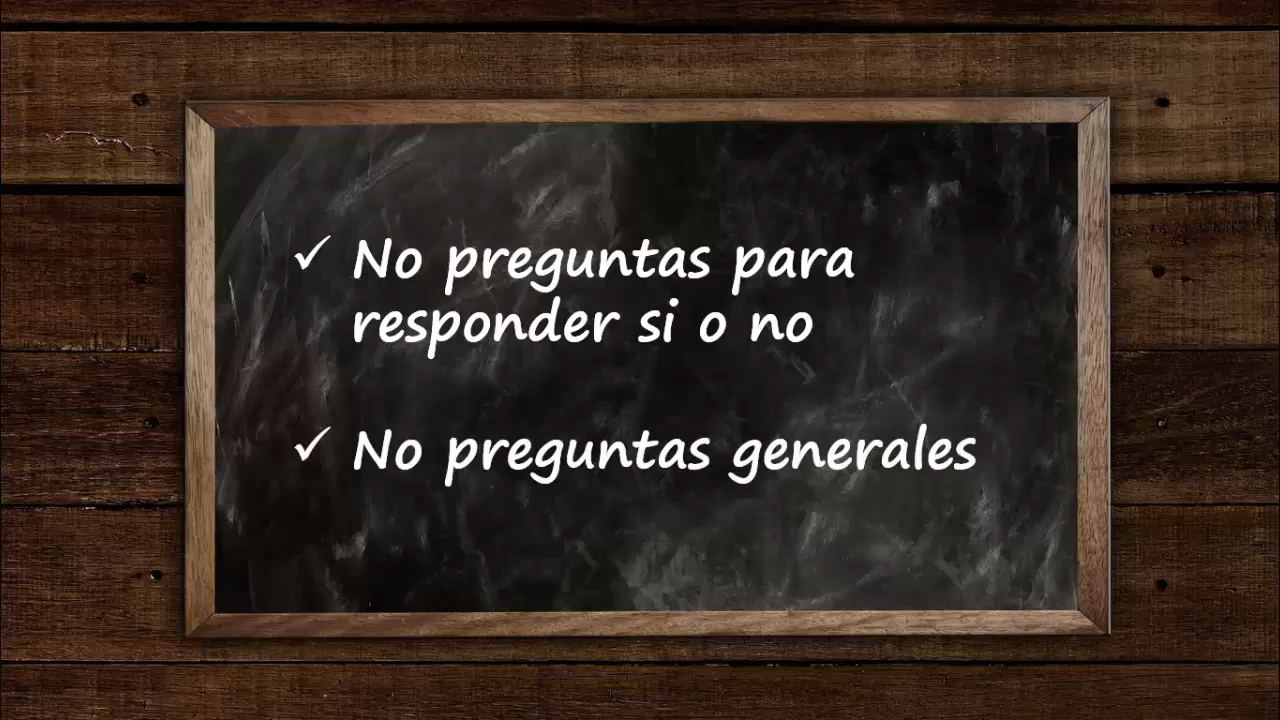 ✓ No preguntas para
responder si o no
✓ No preguntas generales